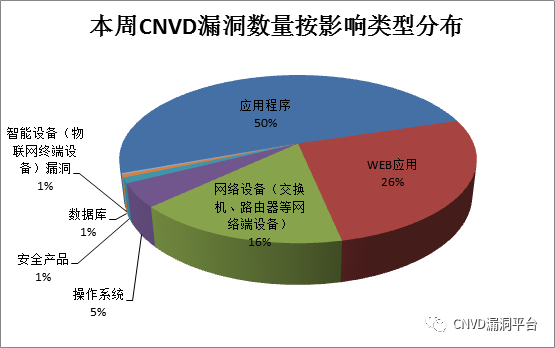 本周CNVD漏洞数量按影响类型分布
应用程序
50%
智能设备（物
联网终端设
备）漏洞
1%
WEB应用
26%
网络设备（交换
机、路由器等网
络端设备）
16%
数据库
1%
安全产品
1%
操作系统
5%
CNVD漏洞平台